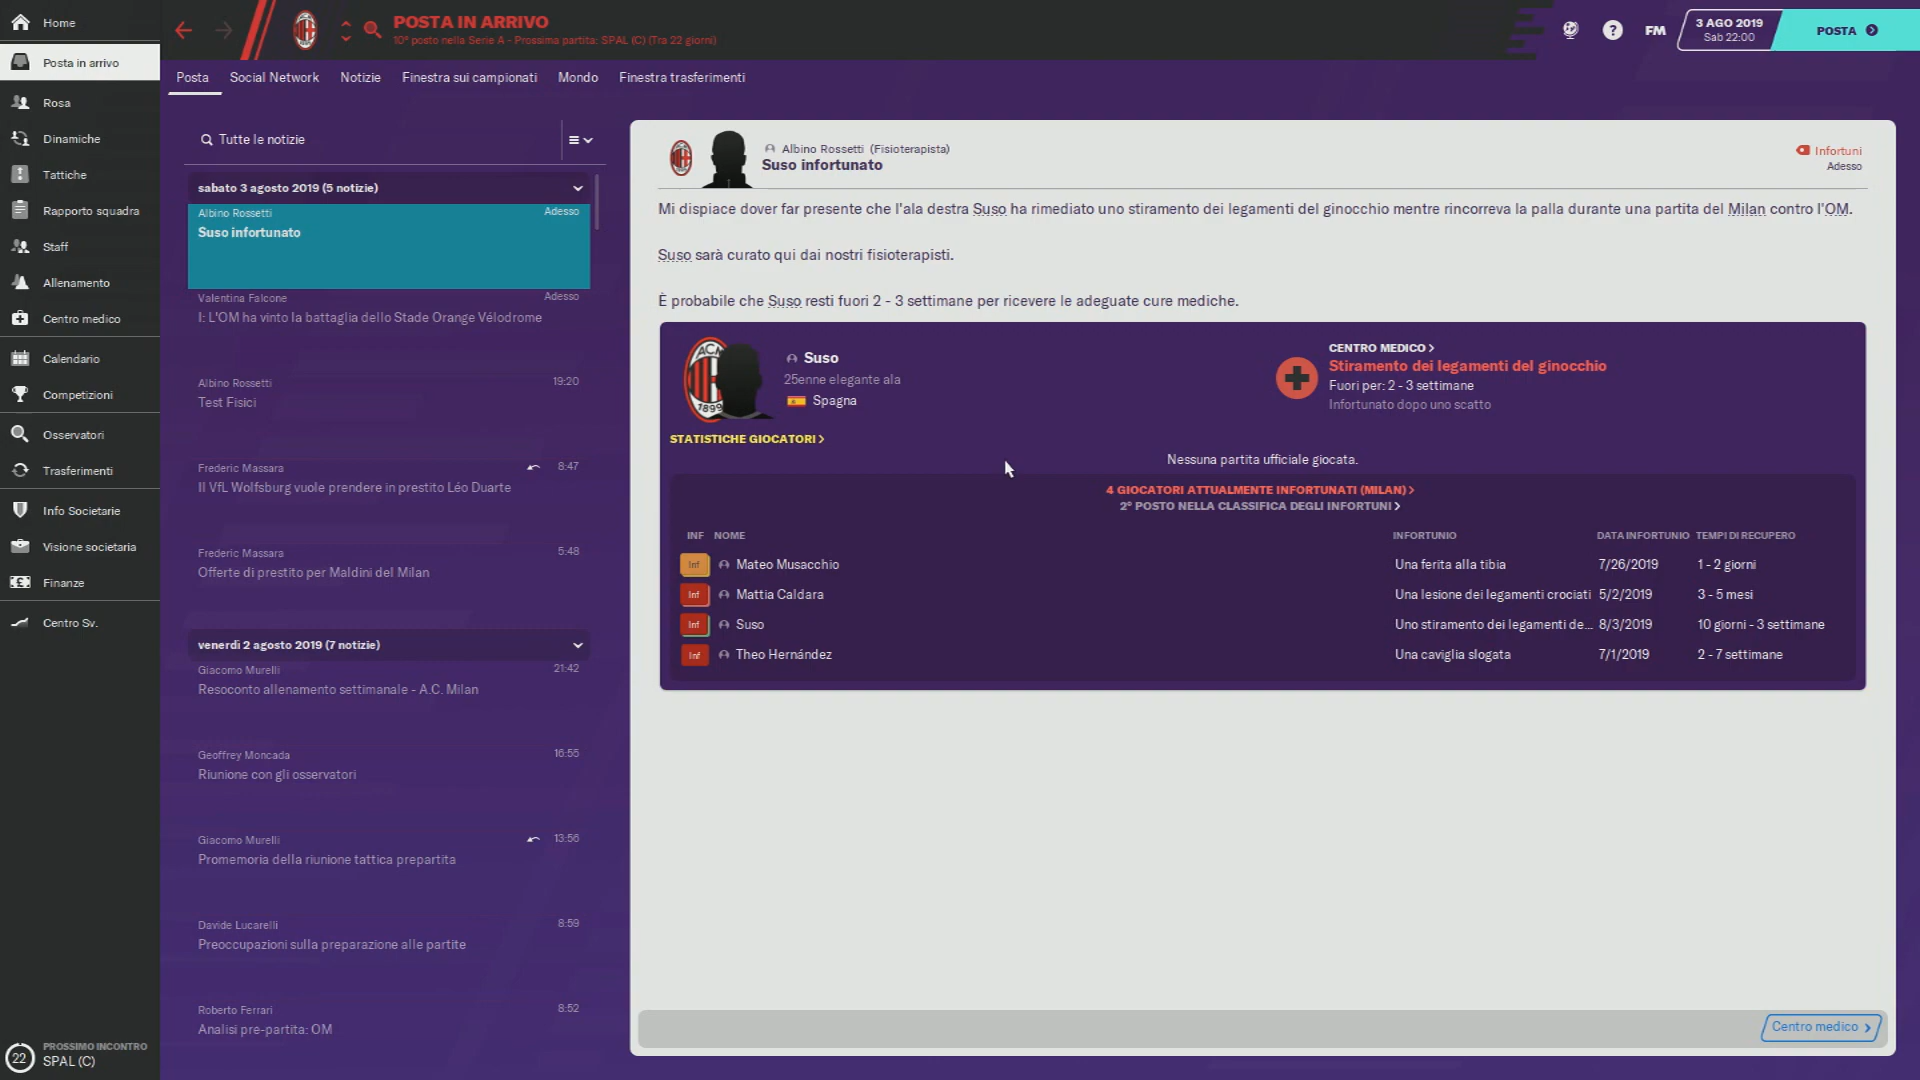 Home
Posta in arrivo
Rosa
Dinamiche
Tattiche
Rapporto squadra
Staff
Allenamento
Centro medico
Calendario
Competizioni
Osservatori
Trasferimenti
Info Societarie
Visione societaria
Finanze
Centro Sv.
22
PROSSIMO INCONTRO
SPAL (C)
POSTA IN ARRIVO
10° posto nella Serie A - Prossima partita: SPAL (C) (Tra 22 giorni)
FM
3 AGO 2019
Sab 22:00
POSTA
Posta Social Network Notizie Finestra sui campionati Mondo Finestra trasferimenti
Tutte le notizie
sabato 3 agosto 2019 (5 notizie)
Albino Rossetti Adesso
Suso infortunato
Valentina Falcone Adesso
I: L'OM ha vinto la battaglia dello Stade Orange Vélodrome
Albino Rossetti 19:20
Test Fisici
Frederic Massara 8:47
Il VfL Wolfsburg vuole prendere in prestito Léo Duarte
Frederic Massara 5:48
Offerte di prestito per Maldini del Milan
venerdì 2 agosto 2019 (7 notizie)
Giacomo Murelli 21:42
Resoconto allenamento settimanale - A.C. Milan
Geoffrey Moncada 16:55
Riunione con gli osservatori
Giacomo Murelli 13:56
Promemoria della riunione tattica prepartita
Davide Lucarelli 8:59
Preoccupazioni sulla preparazione alle partite
Roberto Ferrari 8:52
Analisi pre-partita: OM
Albino Rossetti (Fisioterapista)
Suso infortunato
Infortuni
Adesso
Mi dispiace dover far presente che l'ala destra Suso ha rimediato uno stiramento dei legamenti del ginocchio mentre rincorreva la palla durante una partita del Milan contro l'OM.
Suso sarà curato qui dai nostri fisioterapisti.
È probabile che Suso resti fuori 2 - 3 settimane per ricevere le adeguate cure mediche.
ACM
1899
Suso
25enne elegante ala
Spagna
CENTRO MEDICO
Stiramento dei legamenti del ginocchio
Fuori per: 2 - 3 settimane
Infortunato dopo uno scatto
STATISTICHE GIOCATORI
Nessuna partita ufficiale giocata.
4 GIOCATORI ATTUALMENTE INFORTUNATI (MILAN)
2° POSTO NELLA CLASSIFICA DEGLI INFORTUNI
INF NOME INFORTUNIO DATA INFORTUNIO TEMPI DI RECUPERO
Inf Mateo Musacchio Una ferita alla tibia 7/26/2019 1 - 2 giorni
Inf Mattia Caldara Una lesione dei legamenti crociati 5/2/2019 3 - 5 mesi
Inf Suso Uno stiramento dei legamenti de... 8/3/2019 10 giorni - 3 settimane
Inf Theo Hernández Una caviglia slogata 7/1/2019 2 - 7 settimane
Centro medico